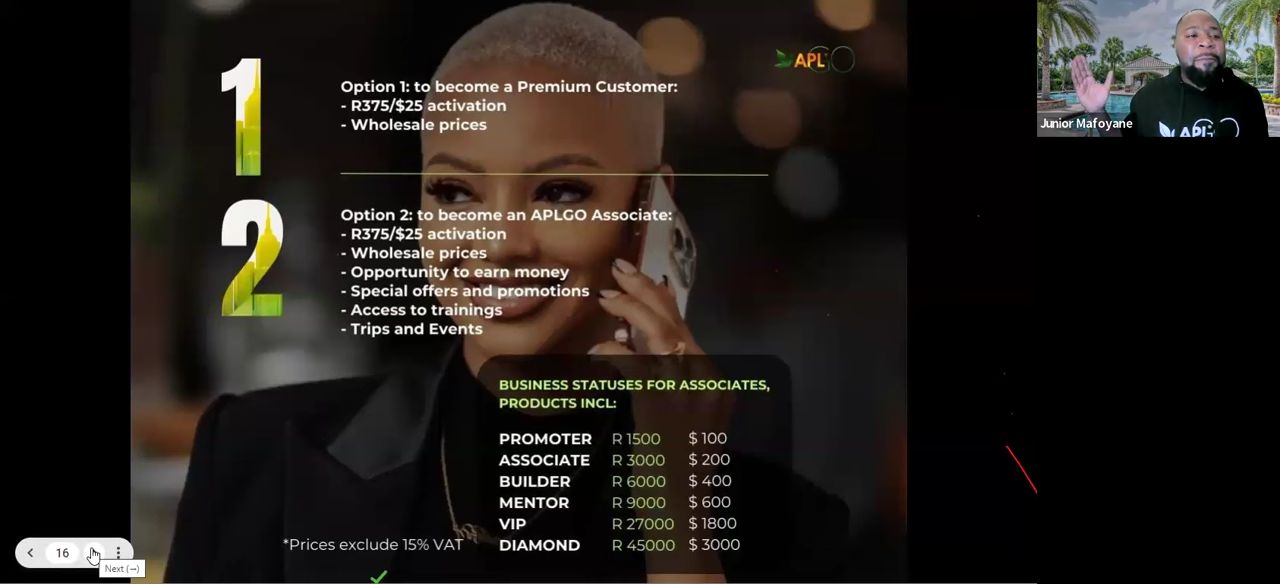 1
APLGO
Option 1: to become a Premium Customer:
- R375/$25 activation
- Wholesale prices
Junior Mafoyane
2
Option 2: to become an APLGO Associate:
- R375/$25 activation
- Wholesale prices
- Opportunity to earn money
- Special offers and promotions
- Access to trainings
- Trips and Events
BUSINESS STATUSES FOR ASSOCIATES,
PRODUCTS INCL:
PROMOTER R 1500 $ 100
ASSOCIATE R 3000 $ 200
BUILDER R 6000 $ 400
MENTOR R 9000 $ 600
VIP R 27000 $ 1800
DIAMOND R 45000 $ 3000
*Prices exclude 15% VAT
16
Next (→)